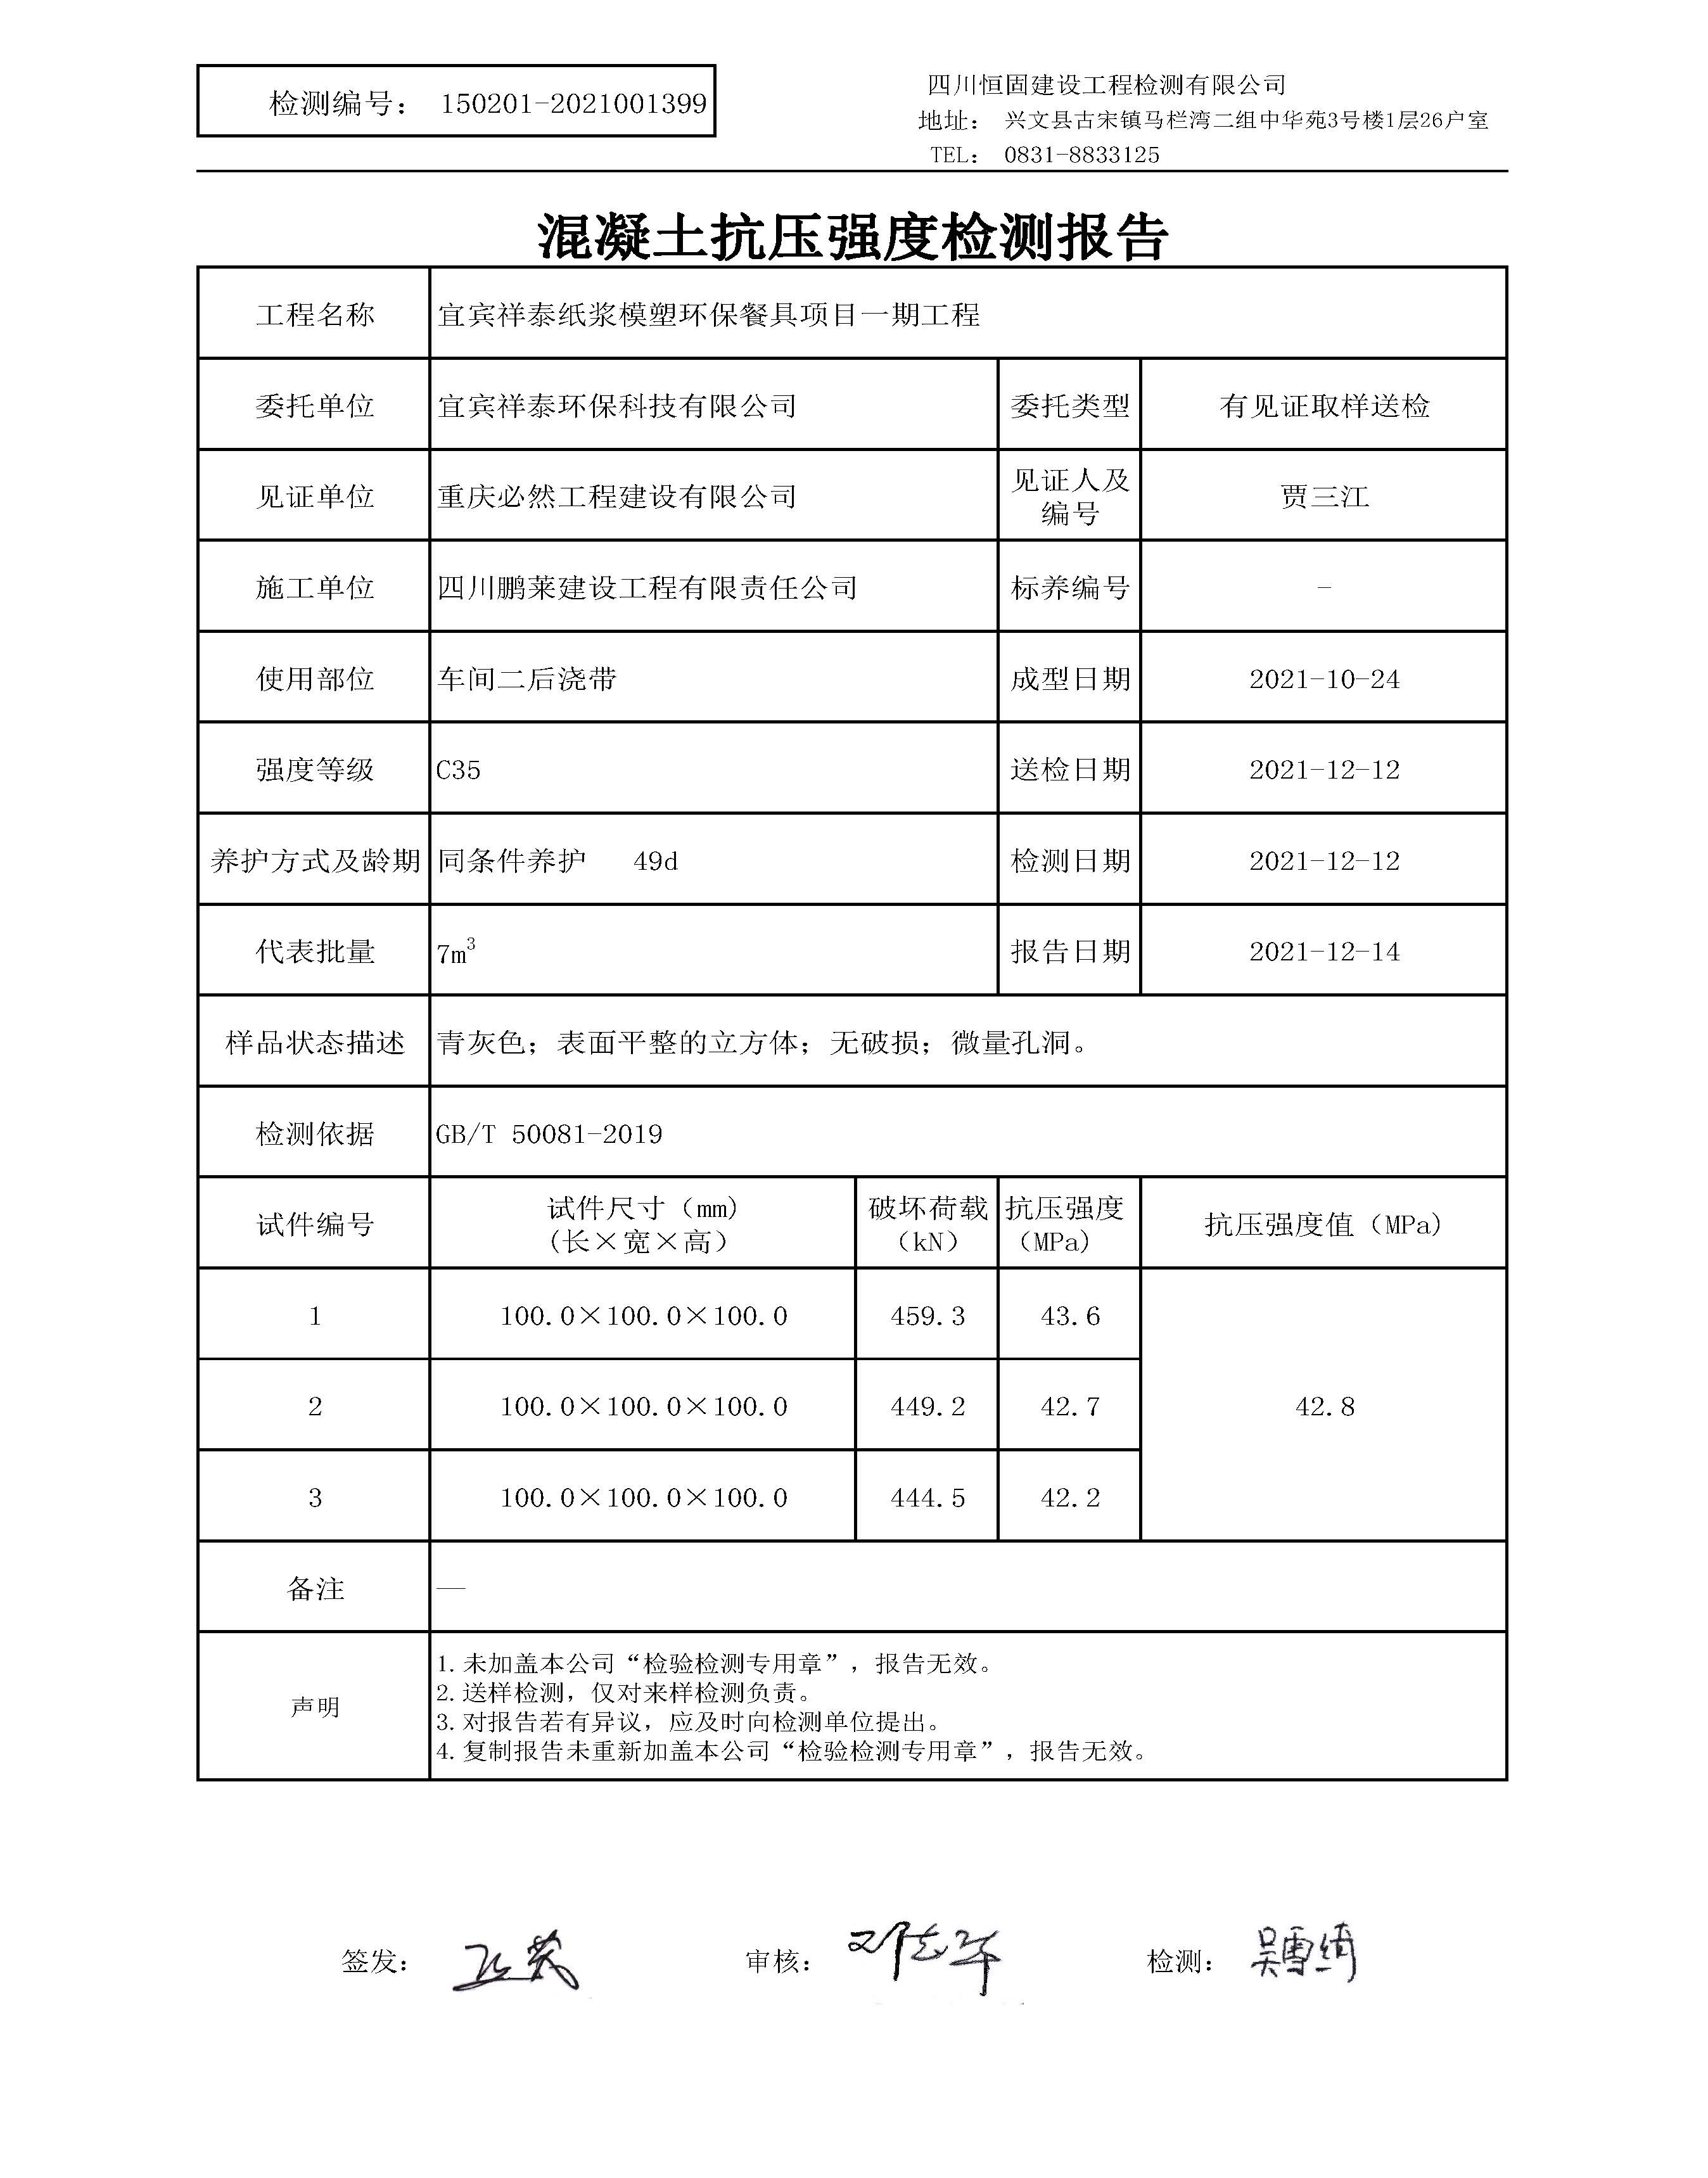 检测编号： 150201-2021001399
四川恒固建设工程检测有限公司
地址： 兴文县古宋镇马栏湾二组中华苑3号楼1层26户室
TEL： 0831-8833125
混凝土抗压强度检测报告
工程名称 宜宾祥泰纸浆模塑环保餐具项目一期工程
委托单位 宜宾祥泰环保科技有限公司 委托类型 有见证取样送检
见证单位 重庆必然工程建设有限公司 见证人及编号 贾三江
施工单位 四川鹏莱建设工程有限责任公司 标养编号 -
使用部位 车间二后浇带 成型日期 2021-10-24
强度等级 C35 送检日期 2021-12-12
养护方式及龄期 同条件养护 49d 检测日期 2021-12-12
代表批量 7m³ 报告日期 2021-12-14
样品状态描述 青灰色；表面平整的立方体；无破损；微量孔洞。
检测依据 GB/T 50081-2019
试件编号 试件尺寸（mm）（长×宽×高） 破坏荷载（kN） 抗压强度（MPa） 抗压强度值（MPa）
1 100.0×100.0×100.0 459.3 43.6
2 100.0×100.0×100.0 449.2 42.7 42.8
3 100.0×100.0×100.0 444.5 42.2
备注 —
声明
1.未加盖本公司“检验检测专用章”，报告无效。
2.送样检测，仅对来样检测负责。
3.对报告若有异议，应及时向检测单位提出。
4.复制报告未重新加盖本公司“检验检测专用章”，报告无效。
签发： 审核： 检测： 吴雪绮